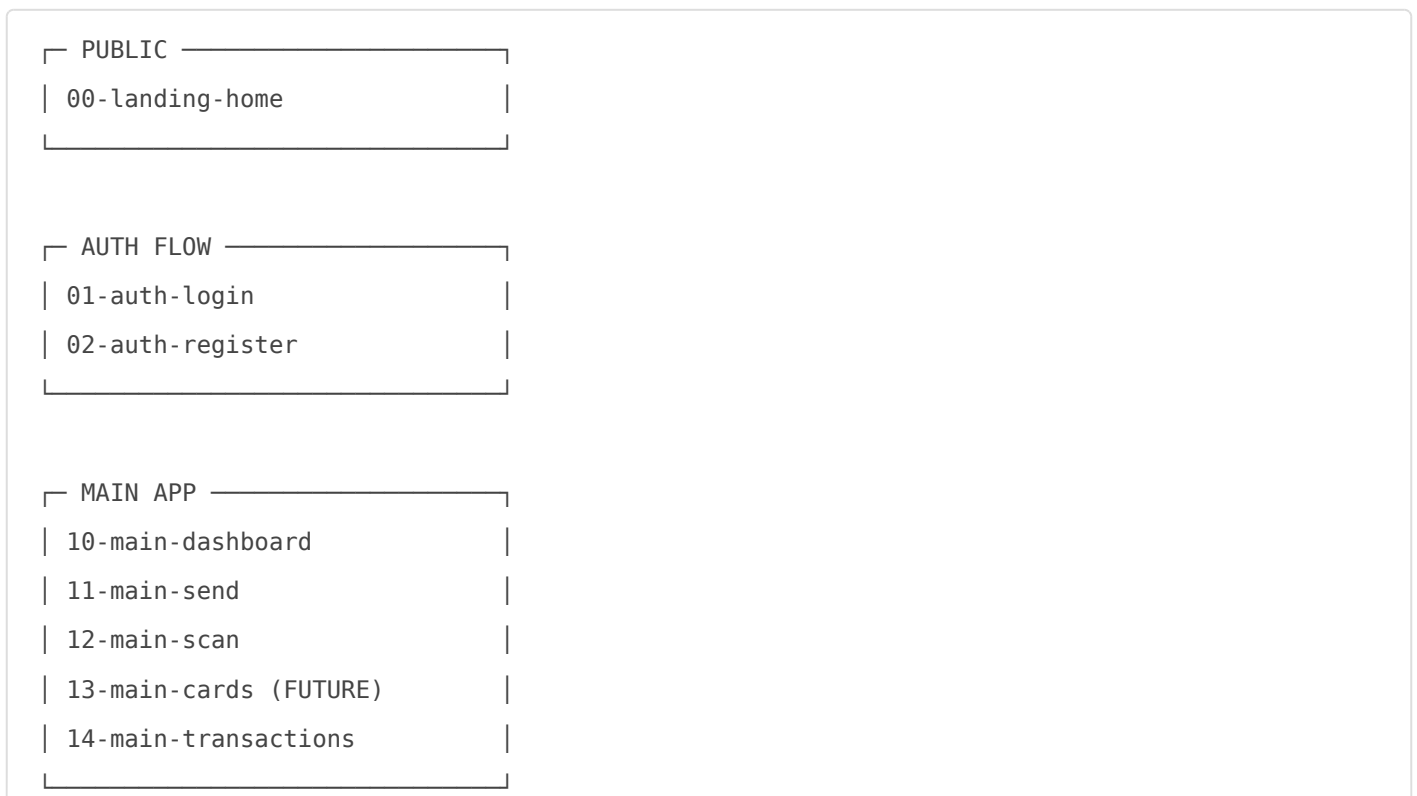 ┌─ PUBLIC ──────────────────────┐
│ 00-landing-home               │
└───────────────────────────────┘
┌─ AUTH FLOW ───────────────────┐
│ 01-auth-login                 │
│ 02-auth-register              │
└───────────────────────────────┘
┌─ MAIN APP ────────────────────┐
│ 10-main-dashboard             │
│ 11-main-send                  │
│ 12-main-scan                  │
│ 13-main-cards (FUTURE)        │
│ 14-main-transactions          │
└───────────────────────────────┘